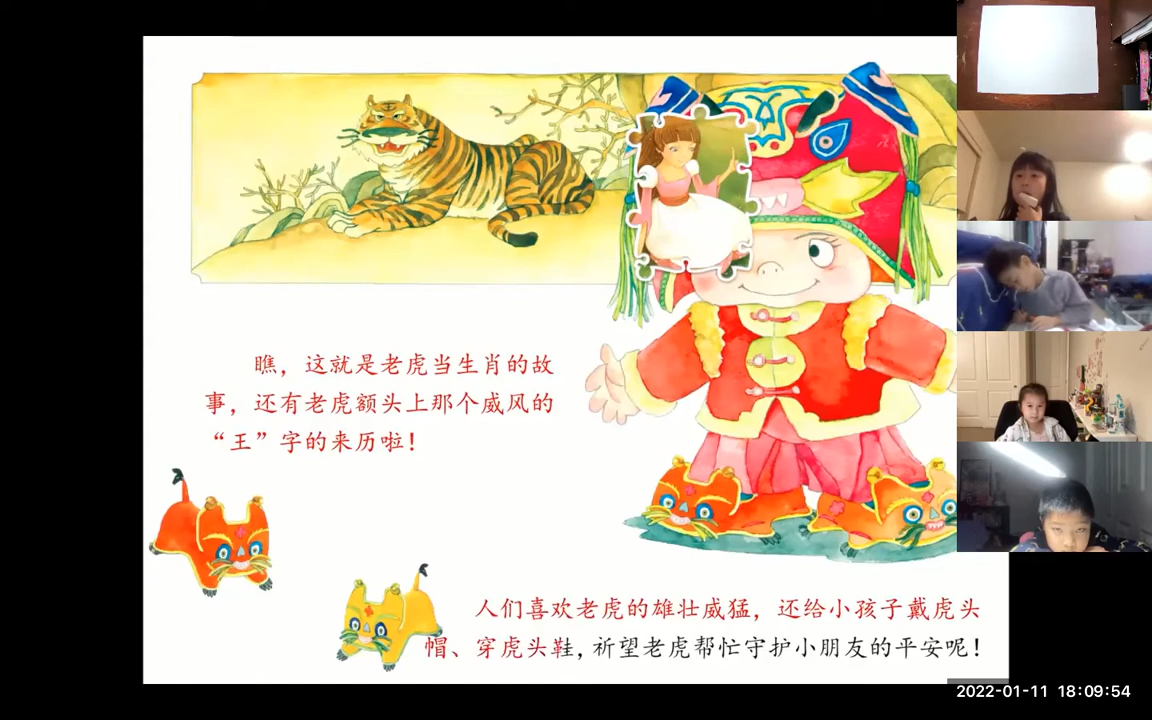 瞧，这就是老虎当生肖的故
事，还有老虎额头上那个威风的
“王”字的来历啦！
人们喜欢老虎的雄壮威猛，还给小孩子戴虎头
帽、穿虎头鞋，祈望老虎帮忙守护小朋友的平安呢！
2022-01-11 18:09:54